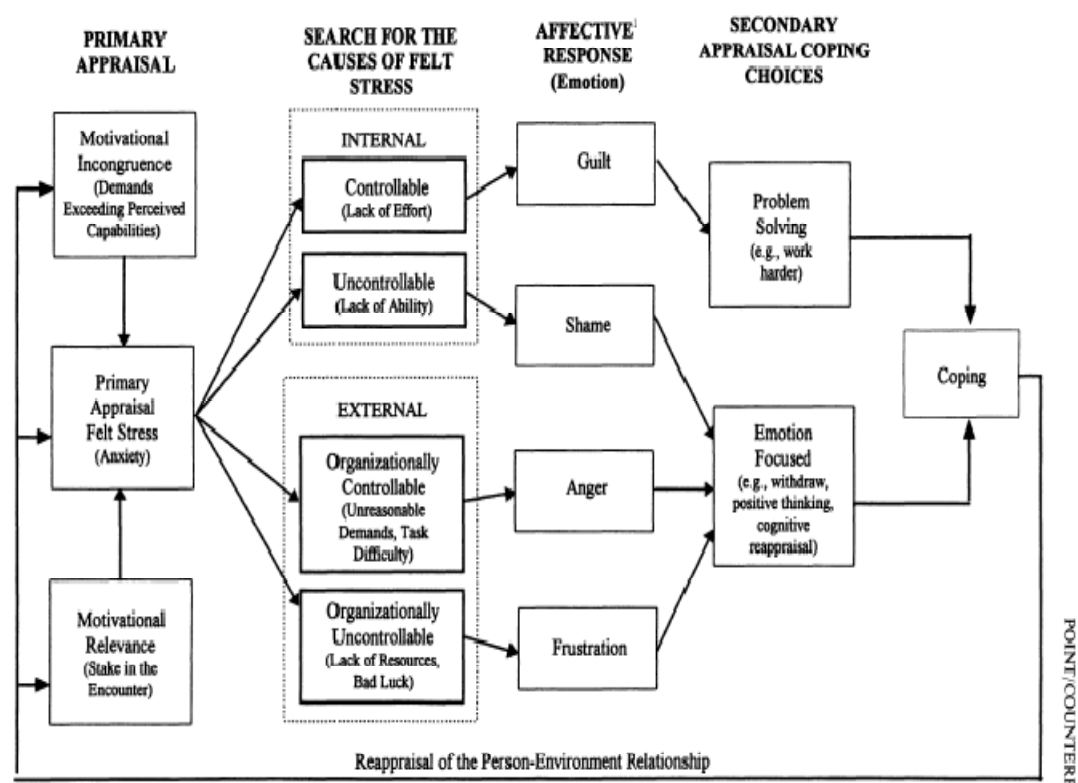 PRIMARY
APPRAISAL
SEARCH FOR THE
CAUSES OF FELT
STRESS
AFFECTIVE
RESPONSE
(Emotion)
SECONDARY
APPRAISAL COPING
CHOICES
Motivational
Incongruence
(Demands
Exceeding Perceived
Capabilities)
Primary
Appraisal
Felt Stress
(Anxiety)
Motivational
Relevance
(Stake in the
Encounter)
INTERNAL
Controllable
(Lack of Effort)
Uncontrollable
(Lack of Ability)
EXTERNAL
Organizationally
Controllable
(Unreasonable
Demands, Task
Difficulty)
Organizationally
Uncontrollable
(Lack of Resources,
Bad Luck)
Guilt
Shame
Anger
Frustration
Problem
Solving
(e.g., work
harder)
Emotion
Focused
(e.g., withdraw,
positive thinking,
cognitive
reappraisal)
Coping
Reappraisal of the Person-Environment Relationship
POINT/COUNTER